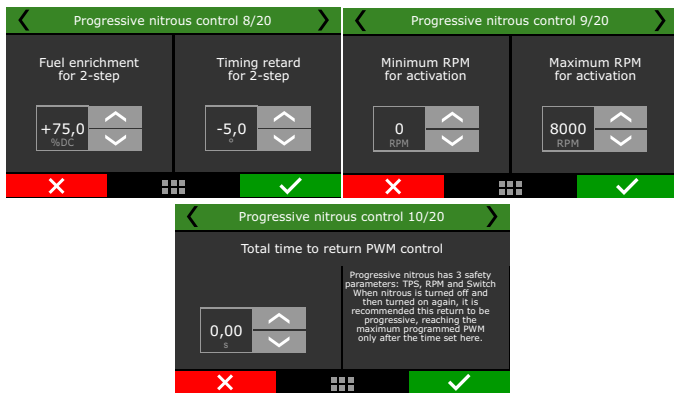 Progressive nitrous control 8/20
Fuel enrichment
for 2-step
Timing retard
for 2-step
+75,0
%DC
-5,0
°
Progressive nitrous control 9/20
Minimum RPM
for activation
Maximum RPM
for activation
0
RPM
8000
RPM
Progressive nitrous control 10/20
Total time to return PWM control
0,00
s
Progressive nitrous has 3 safety
parameters: TPS, RPM and Switch
When nitrous is turned off and
then turned on again, it is
recommended this return to be
progressive, reaching the
maximum programmed PWM
only after the time set here.